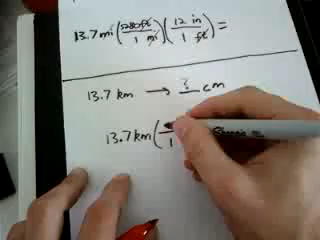 13.7 mi (5280 ft / 1 mi) (12 in / 1 ft) =
13.7 km → ? cm
13.7 km ( / 1